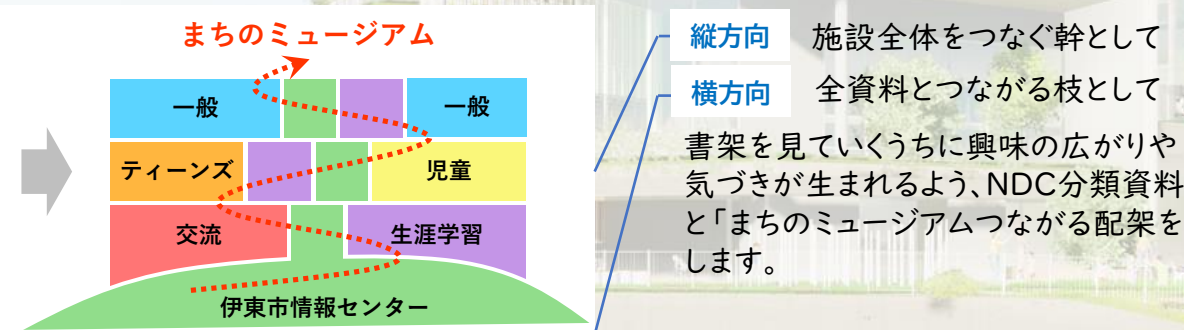 まちのミュージアム
一般
一般
ティーンズ
児童
交流
生涯学習
伊東市情報センター
縦方向 施設全体をつなぐ幹として
横方向 全資料とつながる枝として
書架を見ていくうちに興味の広がりや
気づきが生まれるよう、NDC分類資料
と「まちのミュージアムつながる配架を
します。